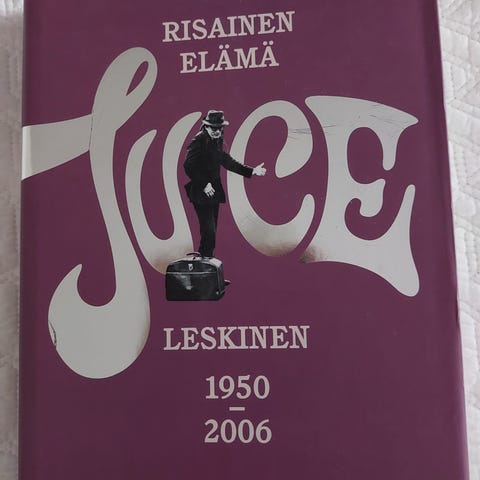 RISAINEN
ELÄMÄ
JUICE
LESKINEN
1950
–
2006